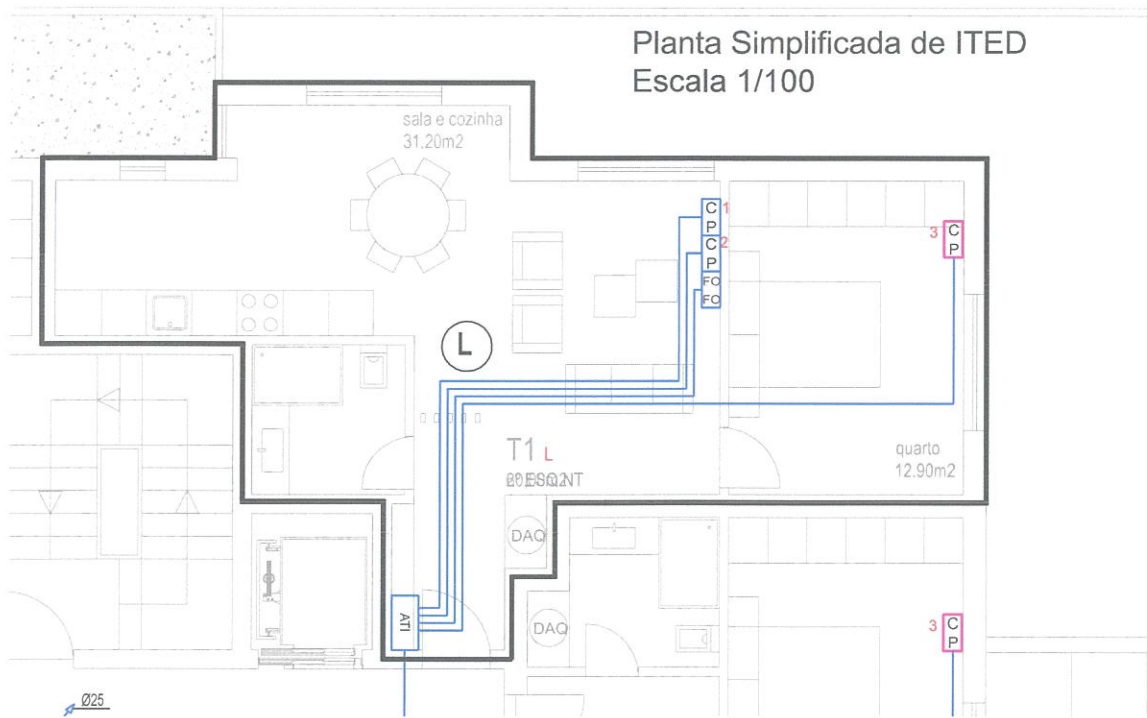 Planta Simplificada de ITED
Escala 1/100
sala e cozinha
31.20m2
C
P
1
C
P
2
FO
FO
3
C
P
L
T1 L
quarto
12.90m2
DAQ
ATI
DAQ
3
C
P
Ø25